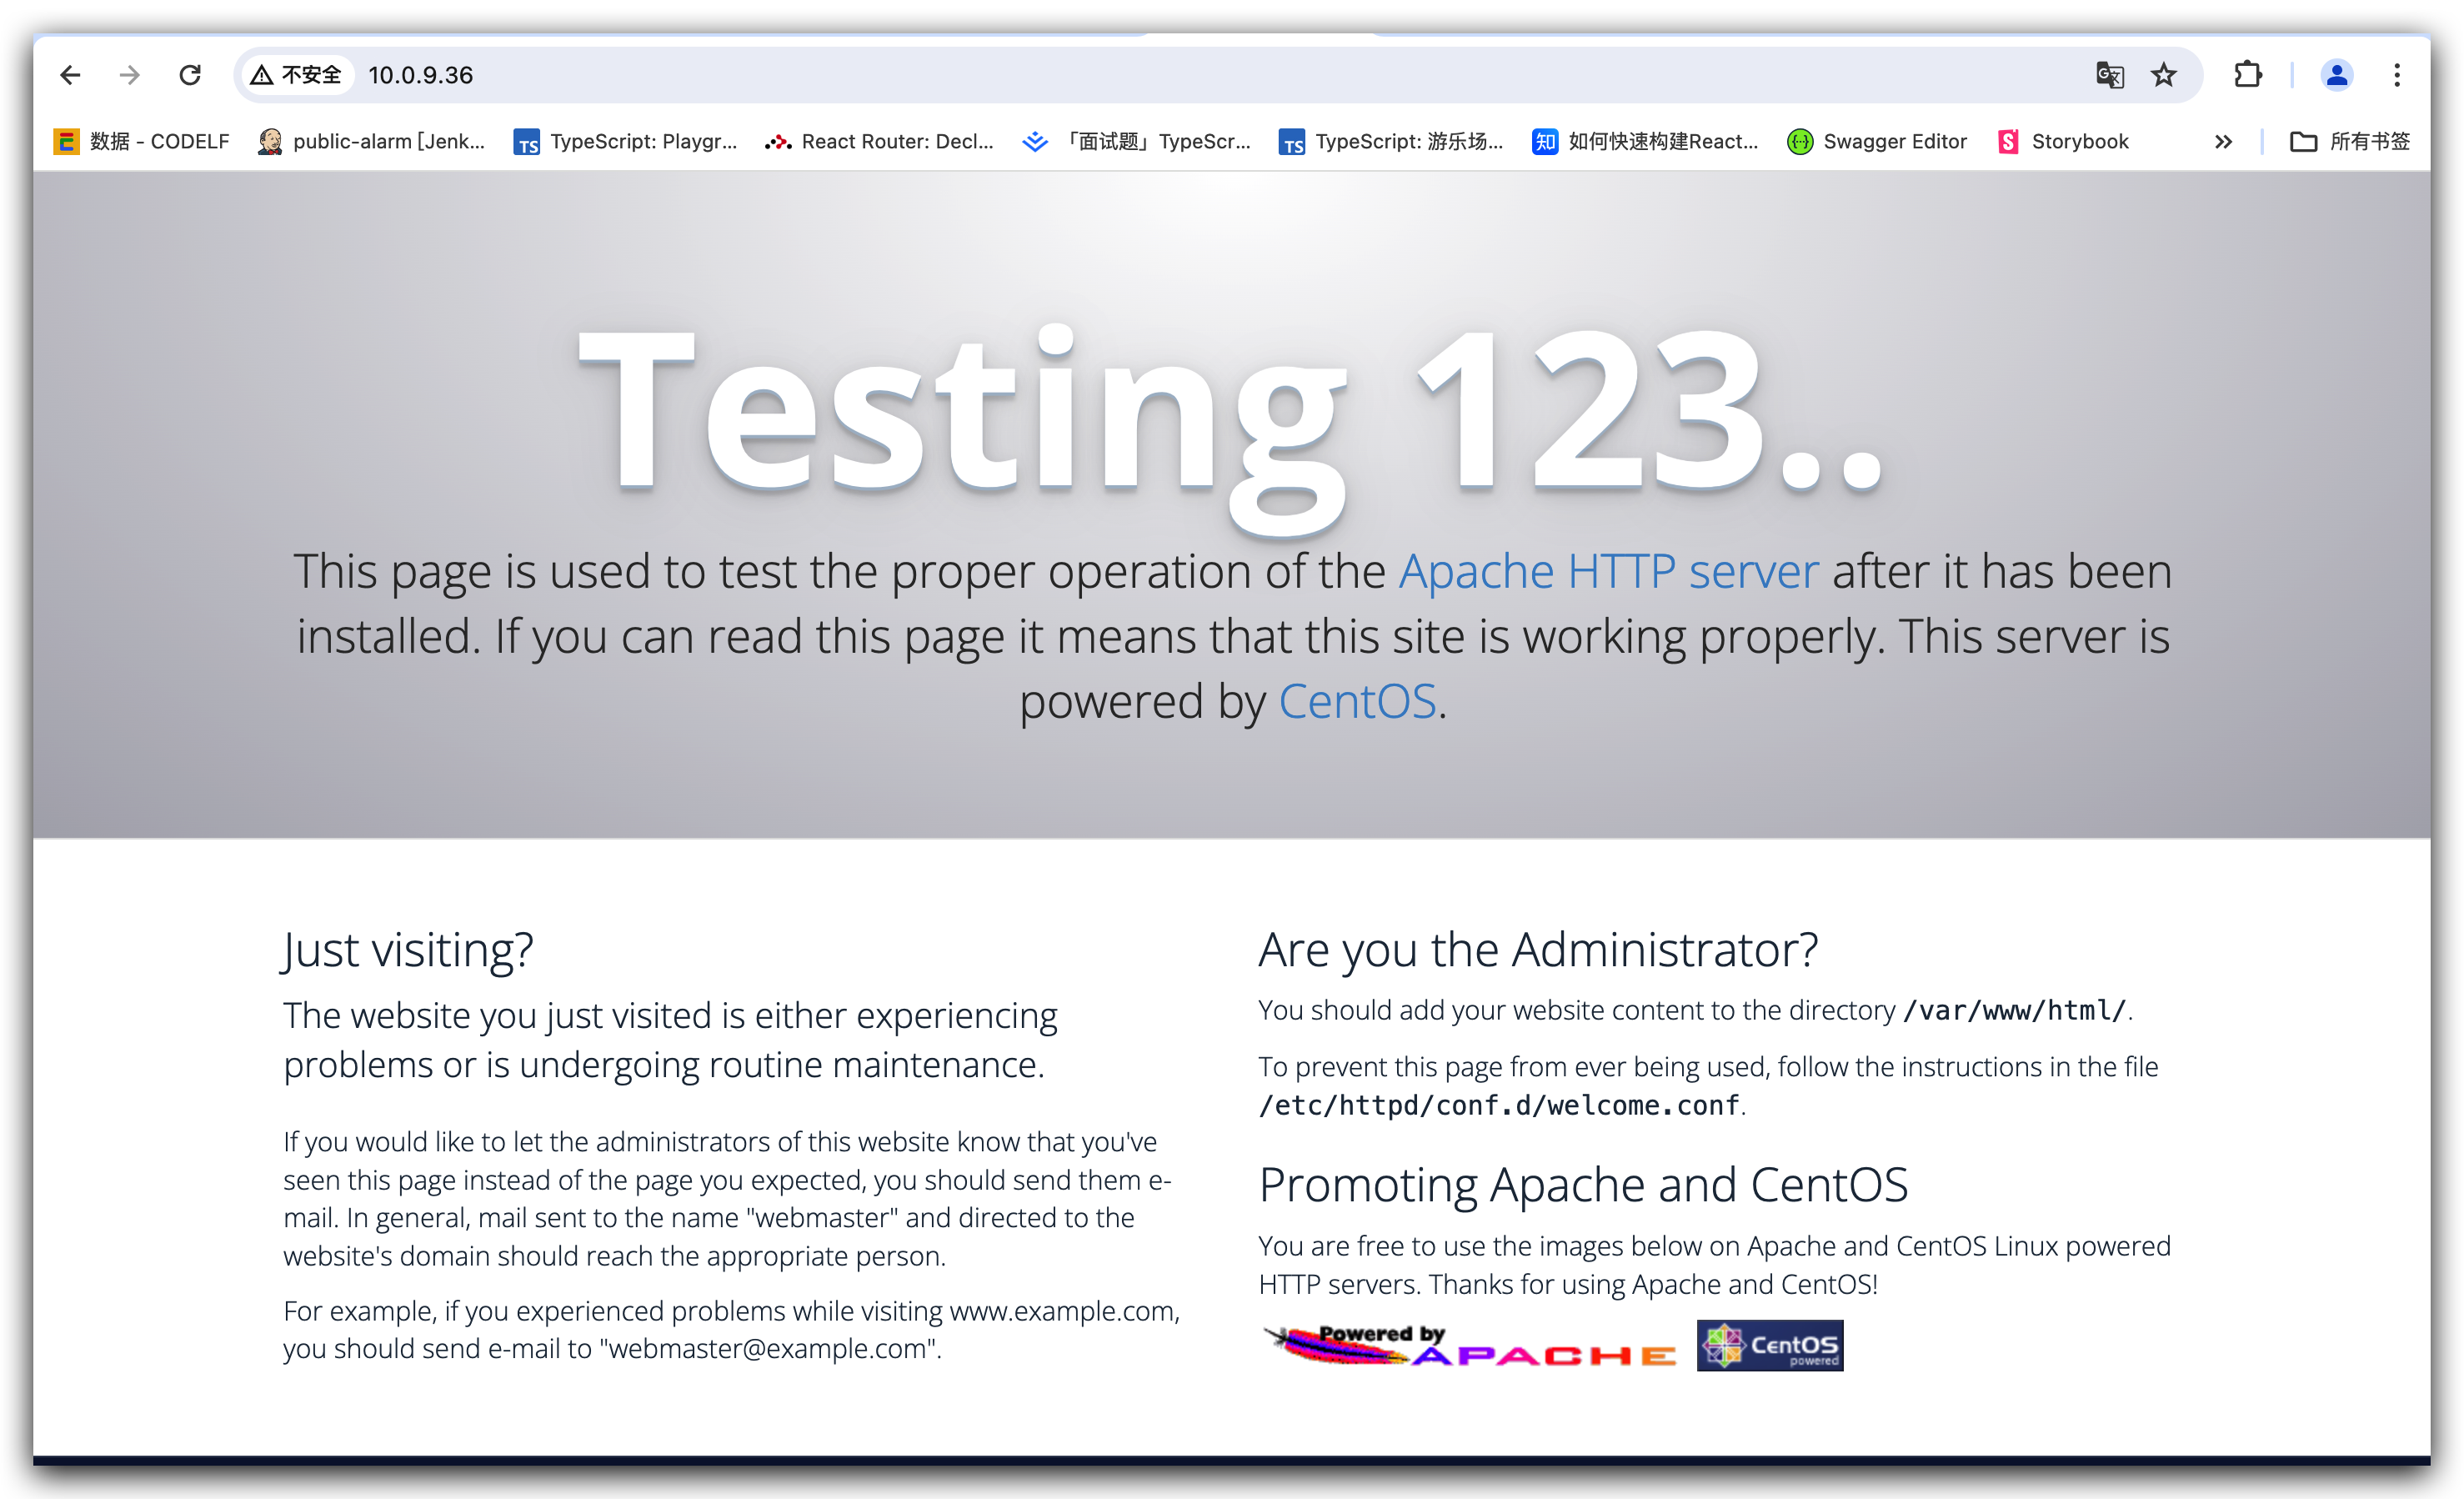 不安全 10.0.9.36
数据 - CODELF public-alarm [Jenk... TypeScript: Playgr... React Router: Decl... 「面试题」TypeScr... TypeScript: 游乐场... 如何快速构建React... Swagger Editor Storybook 所有书签
Testing 123..
This page is used to test the proper operation of the Apache HTTP server after it has been
installed. If you can read this page it means that this site is working properly. This server is
powered by CentOS.
Just visiting?
The website you just visited is either experiencing
problems or is undergoing routine maintenance.
If you would like to let the administrators of this website know that you've
seen this page instead of the page you expected, you should send them e-
mail. In general, mail sent to the name "webmaster" and directed to the
website's domain should reach the appropriate person.
For example, if you experienced problems while visiting www.example.com,
you should send e-mail to "webmaster@example.com".
Are you the Administrator?
You should add your website content to the directory /var/www/html/.
To prevent this page from ever being used, follow the instructions in the file
/etc/httpd/conf.d/welcome.conf.
Promoting Apache and CentOS
You are free to use the images below on Apache and CentOS Linux powered
HTTP servers. Thanks for using Apache and CentOS!
Powered by
APACHE
CentOS
powered